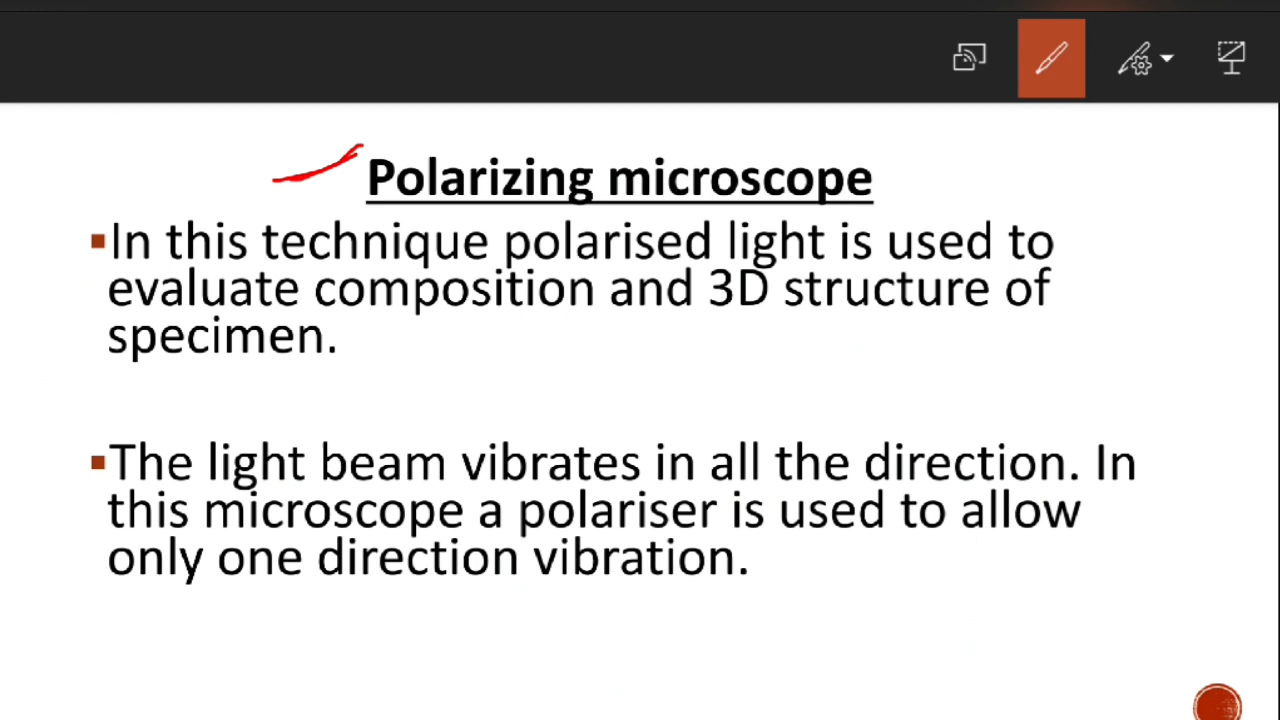 Polarizing microscope
▪In this technique polarised light is used to
evaluate composition and 3D structure of
specimen.
▪The light beam vibrates in all the direction. In
this microscope a polariser is used to allow
only one direction vibration.